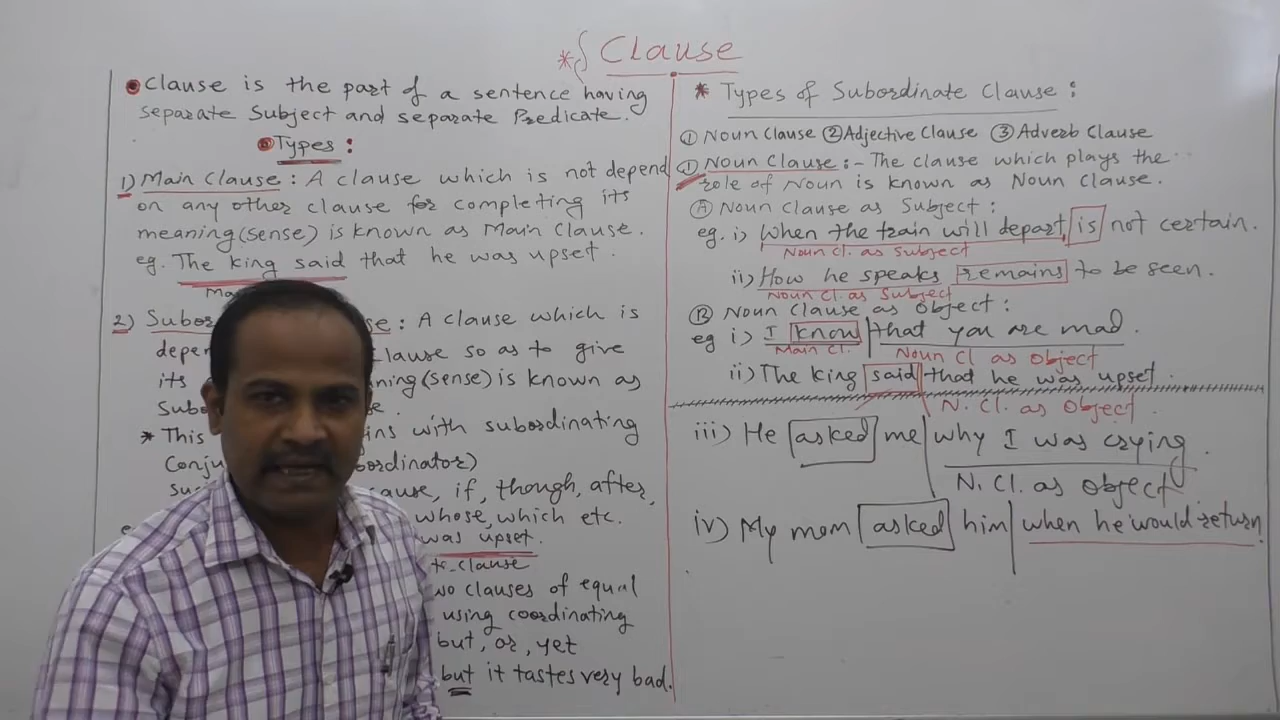 * Clause
• Clause is the part of a sentence having
separate Subject and separate Predicate.
• Types :
1) Main Clause : A clause which is not depend
on any other clause for completing its
meaning (sense) is known as Main Clause.
eg. The king said that he was upset.
Ma
2) Subor se : A clause which is
depen clause so as to give
its ning (sense) is known as
Subo e.
* This ins with subordinating
Conju ordinator)
cause, if, though, after,
whose, which etc.
was upset.
clause
wo clauses of equal
using coordinating
but, or, yet
but it tastes very bad.
* Types of Subordinate Clause :
① Noun Clause ② Adjective Clause ③ Adverb Clause
① Noun Clause :- The clause which plays the
role of Noun is known as Noun Clause.
Ⓐ Noun Clause as Subject :
eg. i) When the train will depart is not certain.
Noun Cl. as Subject
ii) How he speaks remains to be seen.
Noun Cl. as Subject
Ⓑ Noun Clause as Object :
eg i) I know that you are mad.
Main Cl. Noun Cl as Object
ii) The king said that he was upset.
N. Cl. as Object.
iii) He asked me why I was crying.
N. Cl. as Object
iv) My mom asked him when he would return.